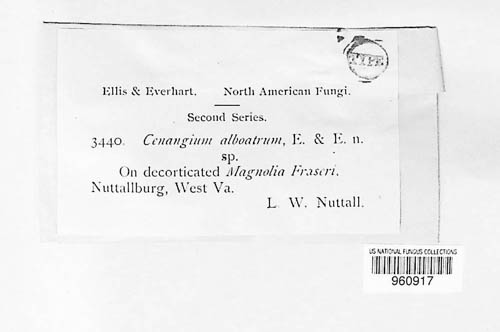 TYPE
Ellis & Everhart. North American Fungi.
Second Series.
3440. Cenangium alboatrum, E. & E. n.
sp.
On decorticated Magnolia Fraseri.
Nuttallburg, West Va.
L. W. Nuttall.
US NATIONAL FUNGUS COLLECTIONS
960917